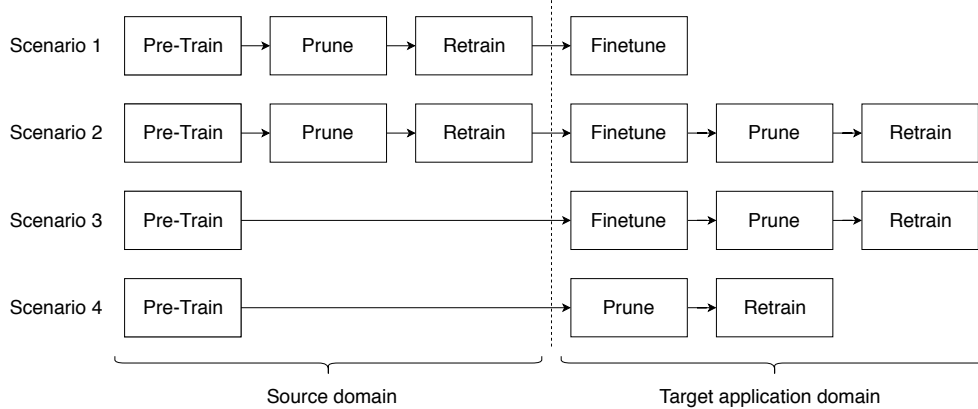 Scenario 1 Pre-Train Prune Retrain Finetune
Scenario 2 Pre-Train Prune Retrain Finetune Prune Retrain
Scenario 3 Pre-Train Finetune Prune Retrain
Scenario 4 Pre-Train Prune Retrain
Source domain Target application domain